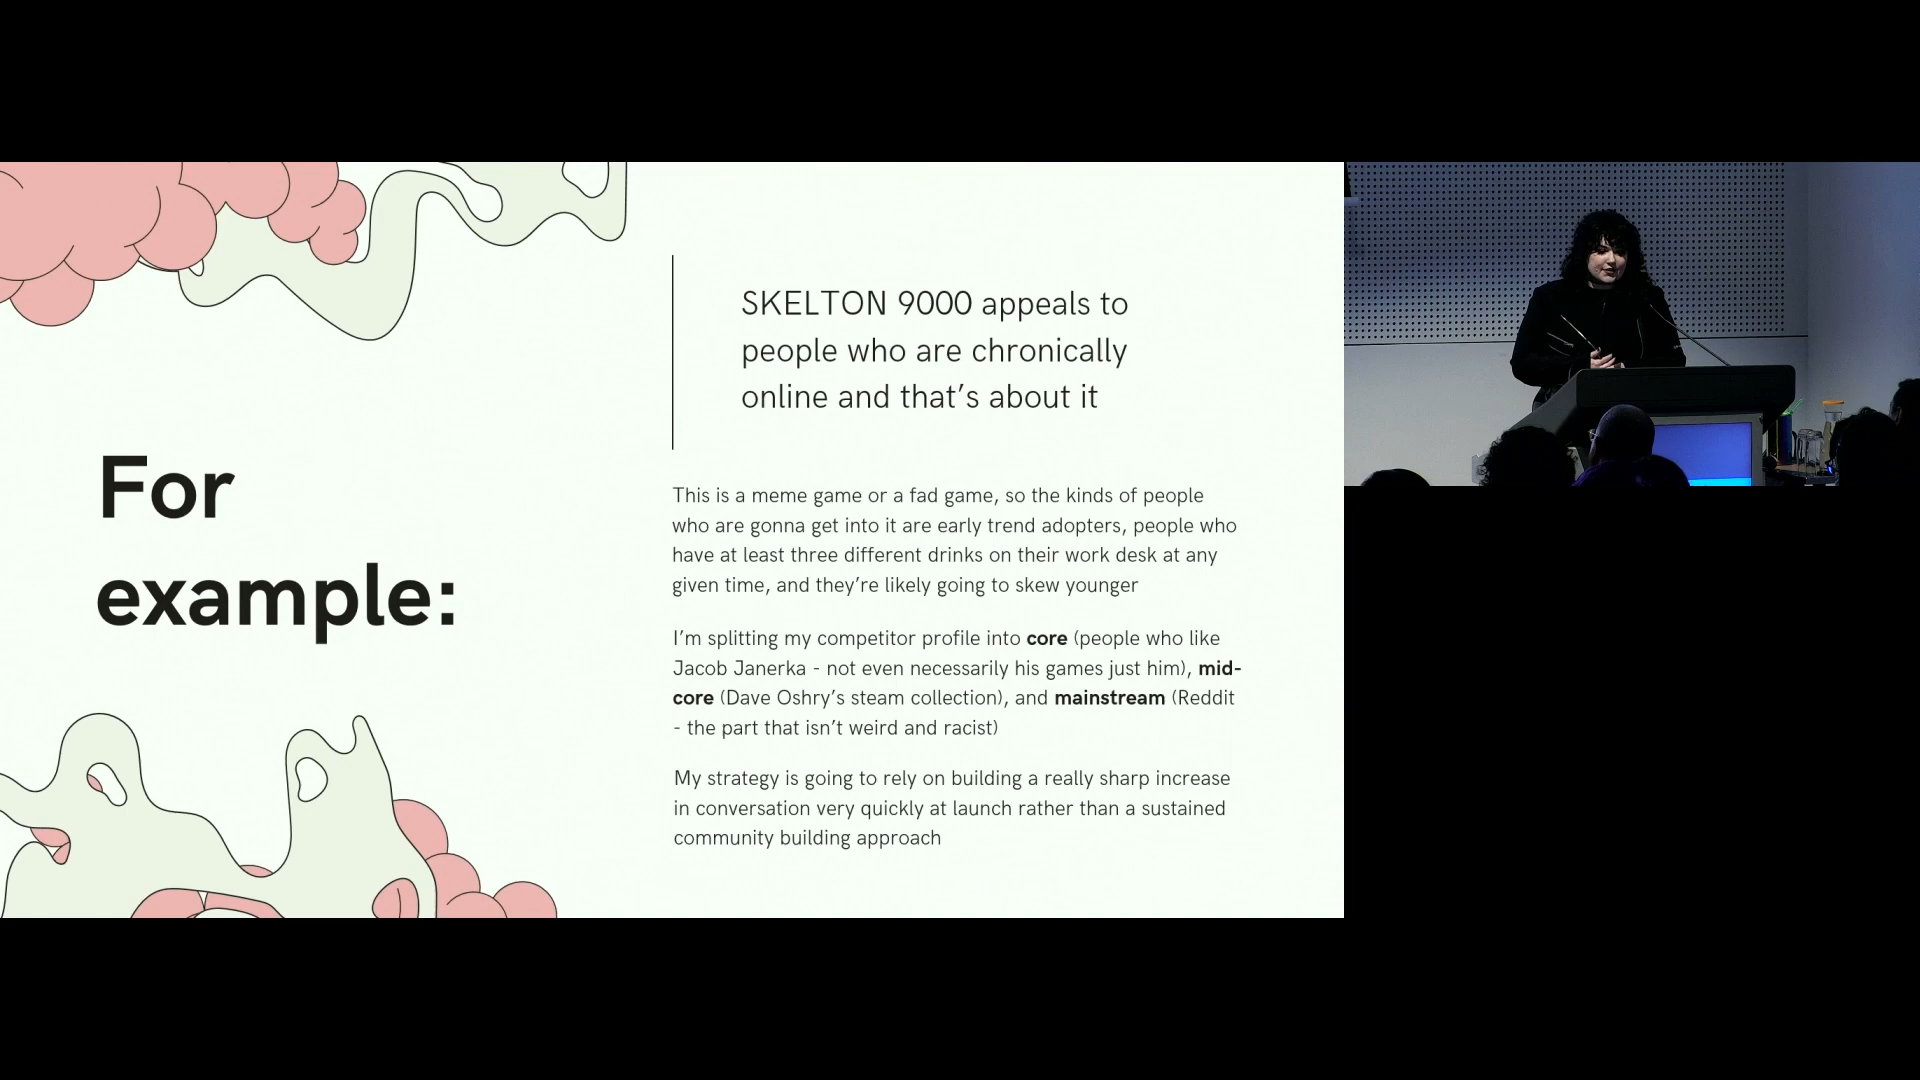 For
example:
SKELTON 9000 appeals to
people who are chronically
online and that’s about it
This is a meme game or a fad game, so the kinds of people
who are gonna get into it are early trend adopters, people who
have at least three different drinks on their work desk at any
given time, and they’re likely going to skew younger
I’m splitting my competitor profile into core (people who like
Jacob Janerka - not even necessarily his games just him), mid-
core (Dave Oshry’s steam collection), and mainstream (Reddit
- the part that isn’t weird and racist)
My strategy is going to rely on building a really sharp increase
in conversation very quickly at launch rather than a sustained
community building approach